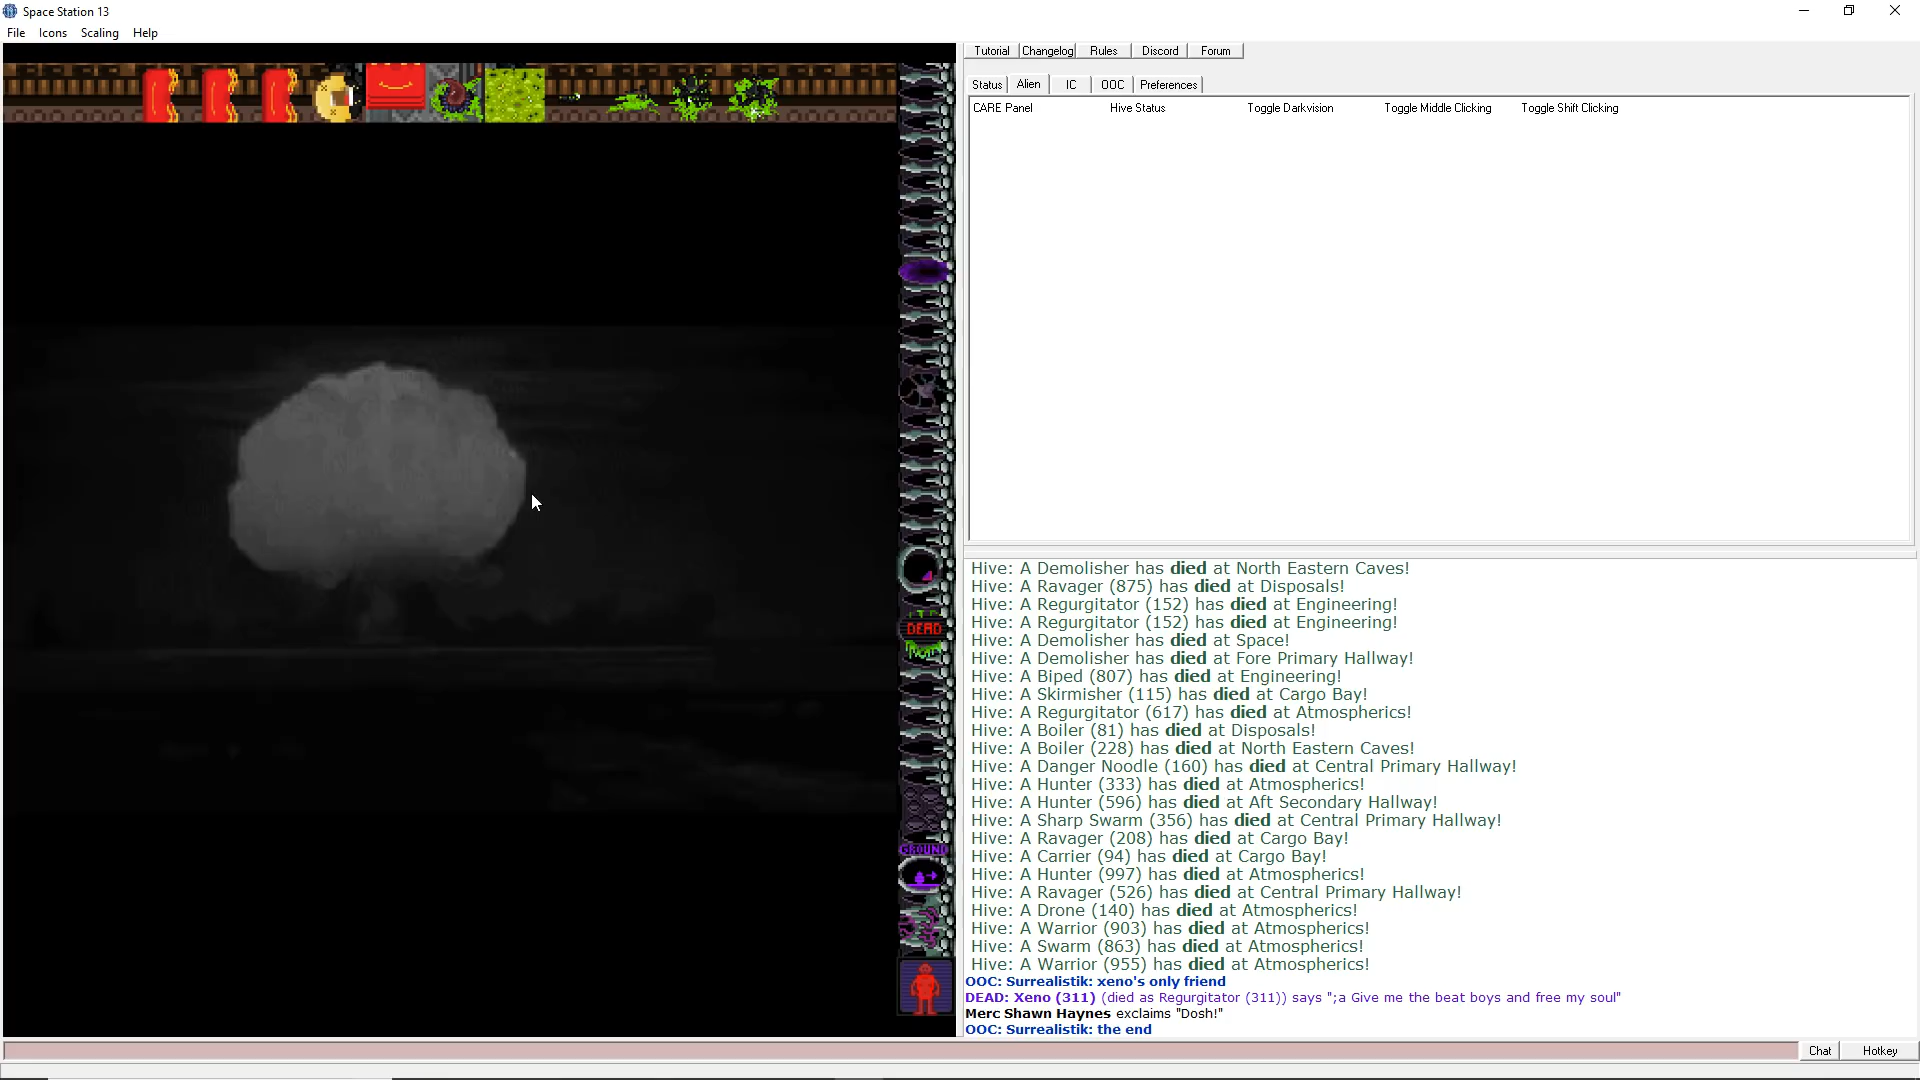 Space Station 13
File Icons Scaling Help
Tutorial Changelog Rules Discord Forum
Status Alien IC OOC Preferences
CARE Panel Hive Status Toggle Darkvision Toggle Middle Clicking Toggle Shift Clicking
DEAD
GROUND
Hive: A Demolisher has died at North Eastern Caves!
Hive: A Ravager (875) has died at Disposals!
Hive: A Regurgitator (152) has died at Engineering!
Hive: A Regurgitator (152) has died at Engineering!
Hive: A Demolisher has died at Space!
Hive: A Demolisher has died at Fore Primary Hallway!
Hive: A Biped (807) has died at Engineering!
Hive: A Skirmisher (115) has died at Cargo Bay!
Hive: A Regurgitator (617) has died at Atmospherics!
Hive: A Boiler (81) has died at Disposals!
Hive: A Boiler (228) has died at North Eastern Caves!
Hive: A Danger Noodle (160) has died at Central Primary Hallway!
Hive: A Hunter (333) has died at Atmospherics!
Hive: A Hunter (596) has died at Aft Secondary Hallway!
Hive: A Sharp Swarm (356) has died at Central Primary Hallway!
Hive: A Ravager (208) has died at Cargo Bay!
Hive: A Carrier (94) has died at Cargo Bay!
Hive: A Hunter (997) has died at Atmospherics!
Hive: A Ravager (526) has died at Central Primary Hallway!
Hive: A Drone (140) has died at Atmospherics!
Hive: A Warrior (903) has died at Atmospherics!
Hive: A Swarm (863) has died at Atmospherics!
Hive: A Warrior (955) has died at Atmospherics!
OOC: Surrealistik: xeno's only friend
DEAD: Xeno (311) (died as Regurgitator (311)) says ";a Give me the beat boys and free my soul"
Merc Shawn Haynes exclaims "Dosh!"
OOC: Surrealistik: the end
Chat Hotkey